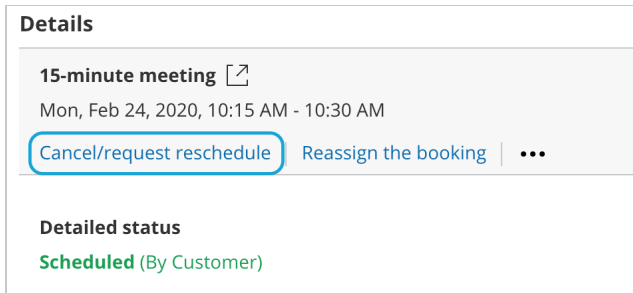 Details
15-minute meeting
Mon, Feb 24, 2020, 10:15 AM - 10:30 AM
Cancel/request reschedule Reassign the booking •••
Detailed status
Scheduled (By Customer)